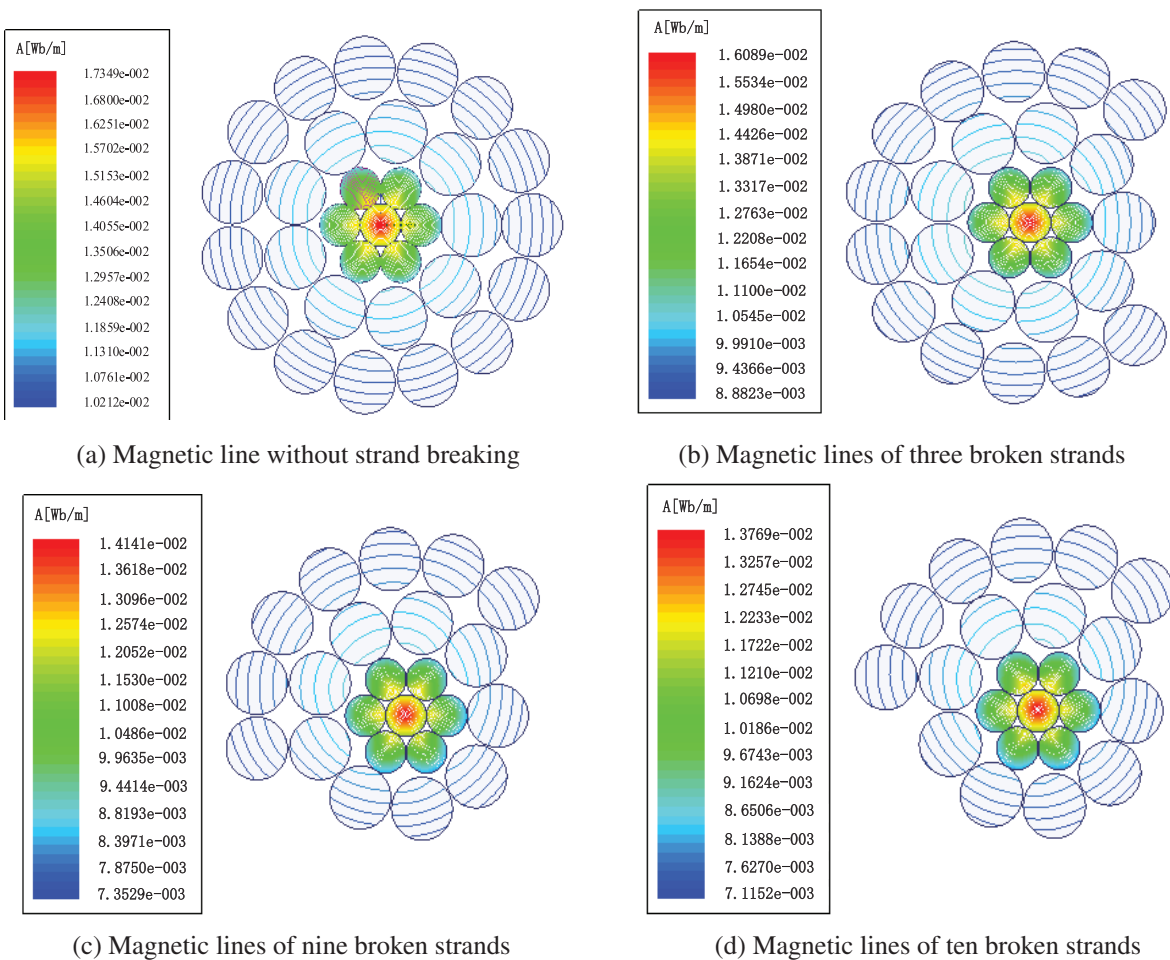 A[Wb/m]
1.7349e-002
1.6800e-002
1.6251e-002
1.5702e-002
1.5153e-002
1.4604e-002
1.4055e-002
1.3506e-002
1.2957e-002
1.2408e-002
1.1859e-002
1.1310e-002
1.0761e-002
1.0212e-002
(a) Magnetic line without strand breaking
A[Wb/m]
1.6089e-002
1.5534e-002
1.4980e-002
1.4426e-002
1.3871e-002
1.3317e-002
1.2763e-002
1.2208e-002
1.1654e-002
1.1100e-002
1.0545e-002
9.9910e-003
9.4366e-003
8.8823e-003
(b) Magnetic lines of three broken strands
A[Wb/m]
1.4141e-002
1.3618e-002
1.3096e-002
1.2574e-002
1.2052e-002
1.1530e-002
1.1008e-002
1.0486e-002
9.9635e-003
9.4414e-003
8.8193e-003
8.3971e-003
7.8750e-003
7.3529e-003
(c) Magnetic lines of nine broken strands
A[Wb/m]
1.3769e-002
1.3257e-002
1.2745e-002
1.2233e-002
1.1722e-002
1.1210e-002
1.0698e-002
1.0186e-002
9.6743e-003
9.1624e-003
8.6506e-003
8.1388e-003
7.6270e-003
7.1152e-003
(d) Magnetic lines of ten broken strands